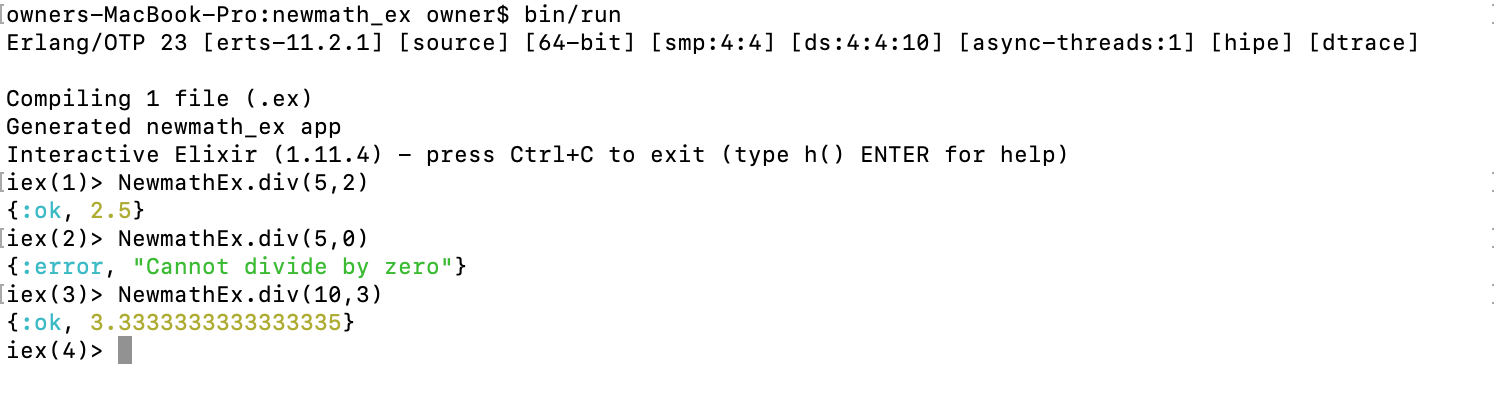 owners-MacBook-Pro:newmath_ex owner$ bin/run
Erlang/OTP 23 [erts-11.2.1] [source] [64-bit] [smp:4:4] [ds:4:4:10] [async-threads:1] [hipe] [dtrace]
Compiling 1 file (.ex)
Generated newmath_ex app
Interactive Elixir (1.11.4) - press Ctrl+C to exit (type h() ENTER for help)
iex(1)> NewmathEx.div(5,2)
{:ok, 2.5}
iex(2)> NewmathEx.div(5,0)
{:error, "Cannot divide by zero"}
iex(3)> NewmathEx.div(10,3)
{:ok, 3.3333333333333335}
iex(4)>